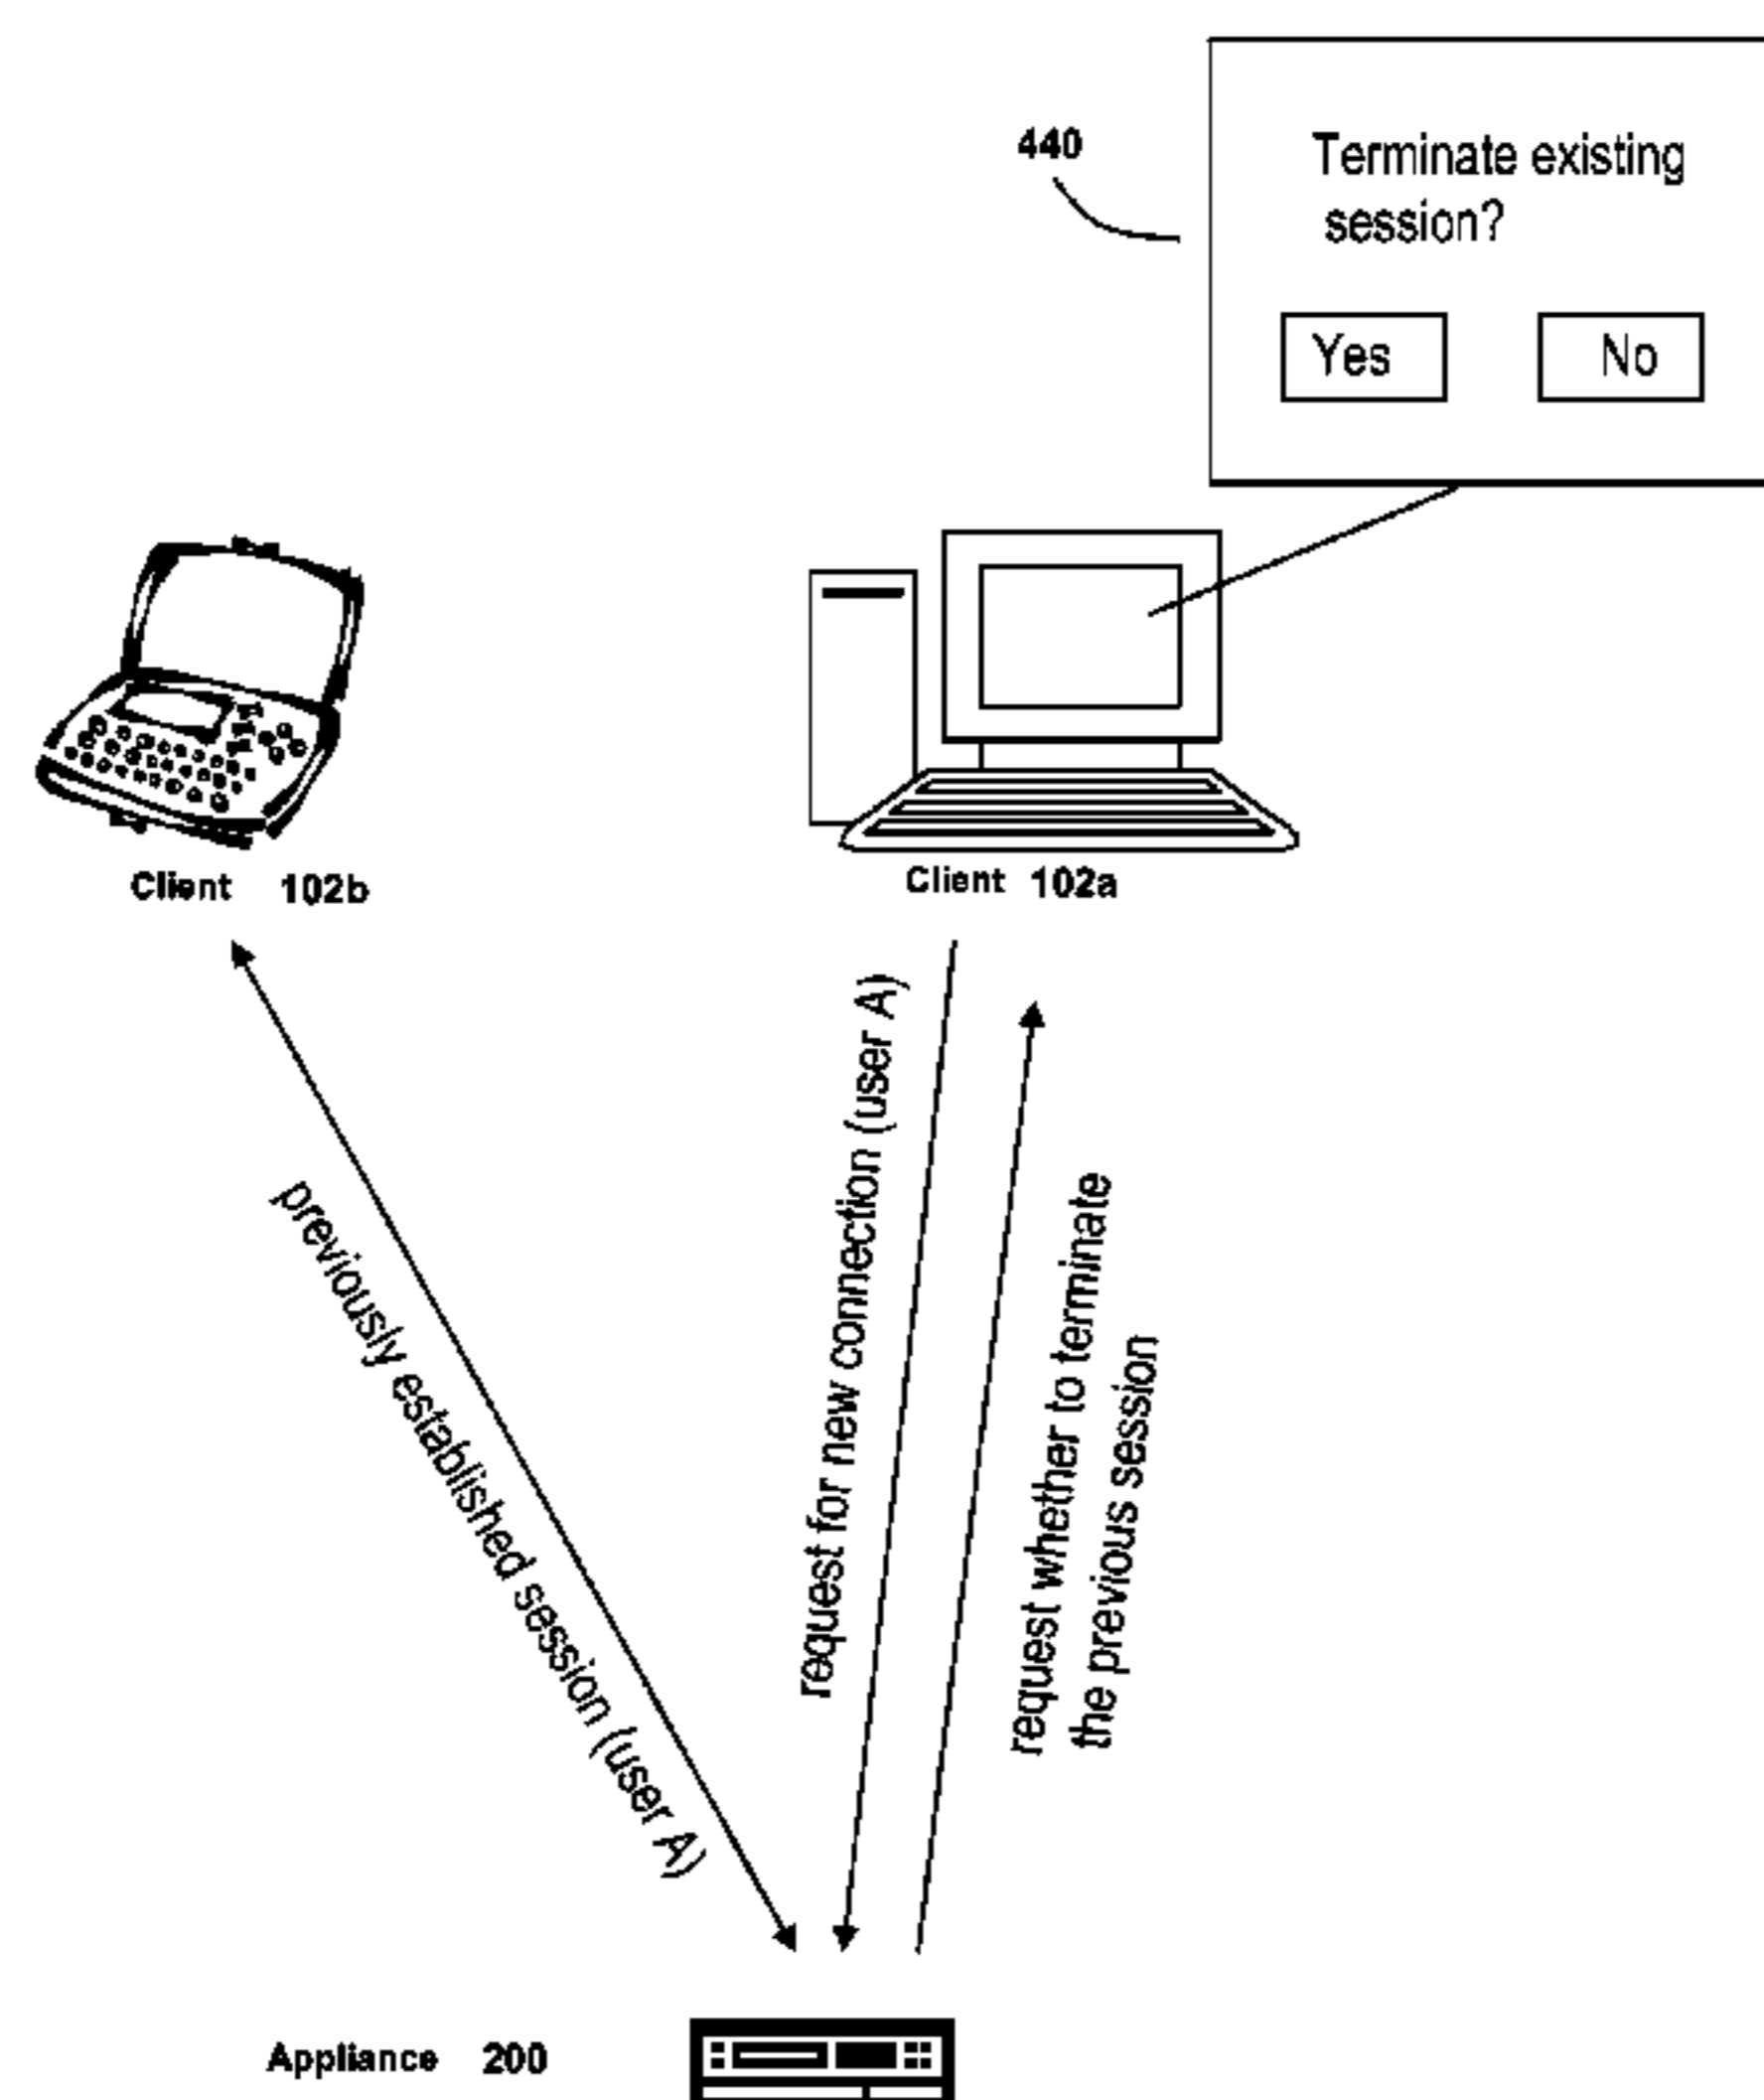 440
Terminate existing
session?
Yes No
Client 102b
Client 102a
previously established session (user A)
request for new connection (user A)
request whether to terminate
the previous session
Appliance 200